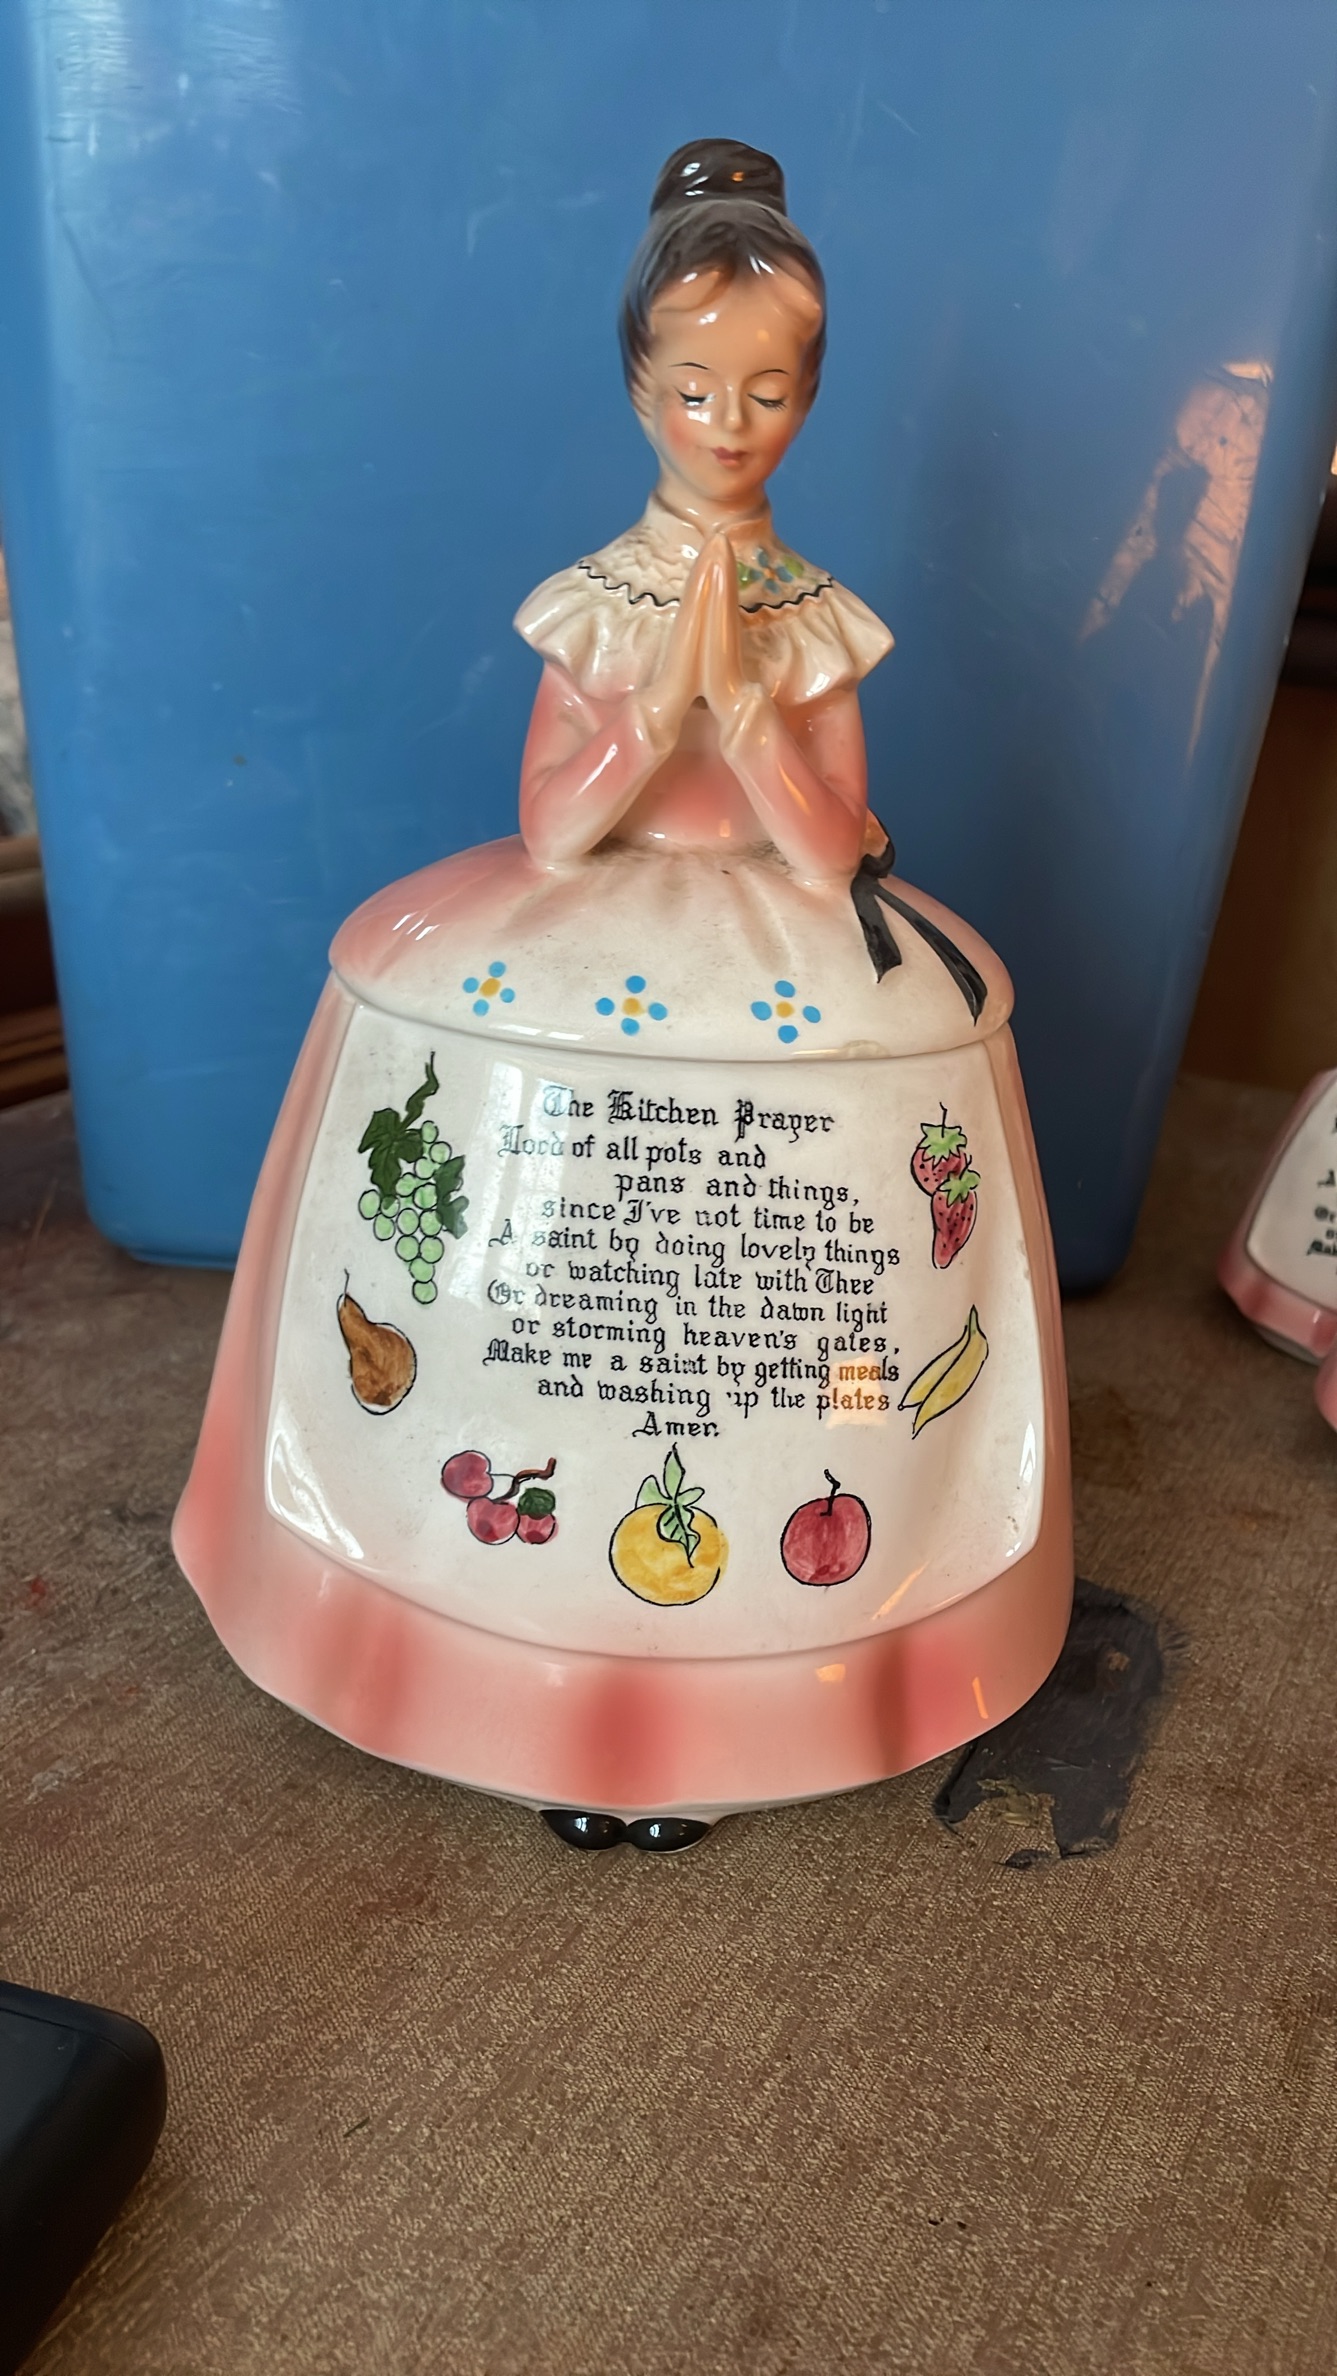 The Kitchen Prayer
Lord of all pots and
pans and things,
since I've not time to be
A saint by doing lovely things
or watching late with Thee
Or dreaming in the dawn light
or storming heaven's gates,
Make me a saint by getting meals
and washing up the plates
Amen